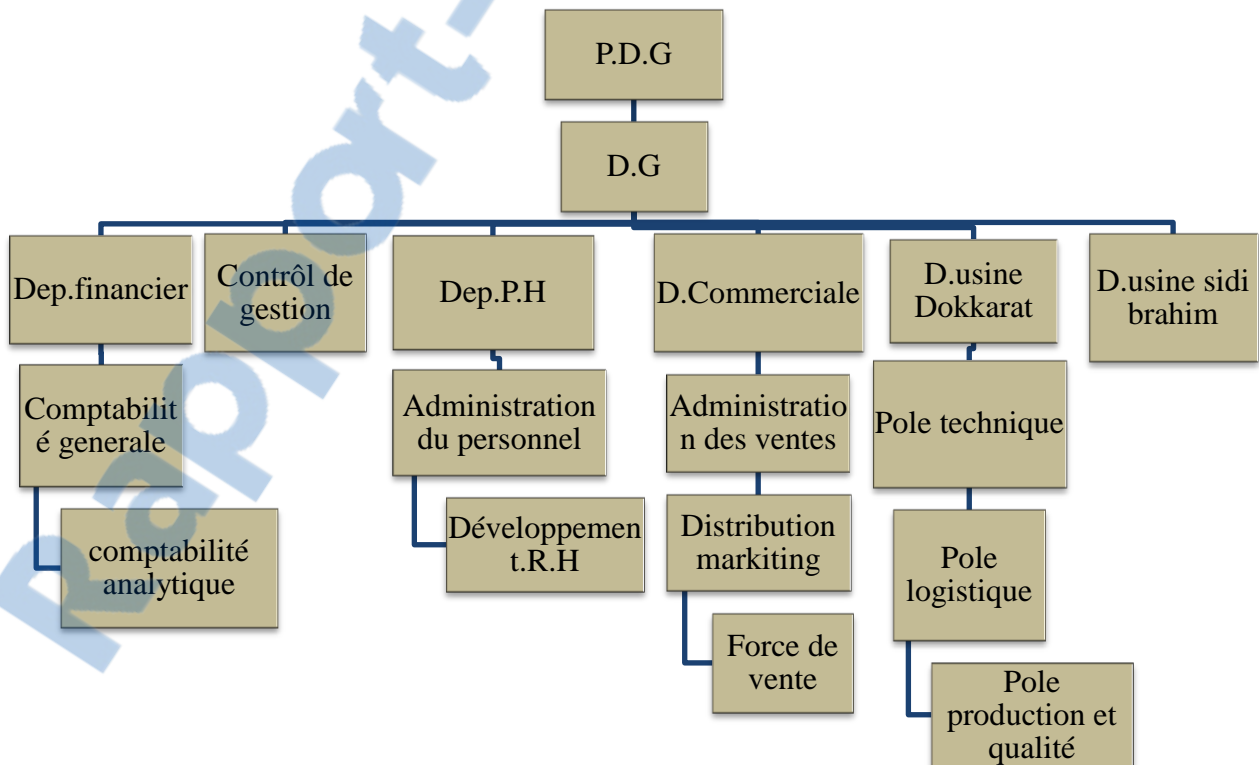 P.D.G
D.G
Dep.financier
Contrôl de
gestion
Dep.P.H
D.Commerciale
D.usine
Dokkarat
D.usine sidi
brahim
Comptabilit
é generale
Administration
du personnel
Administratio
n des ventes
Pole technique
comptabilité
analytique
Développemen
t.R.H
Distribution
markiting
Pole
logistique
Force de
vente
Pole
production et
qualité
Rapport-